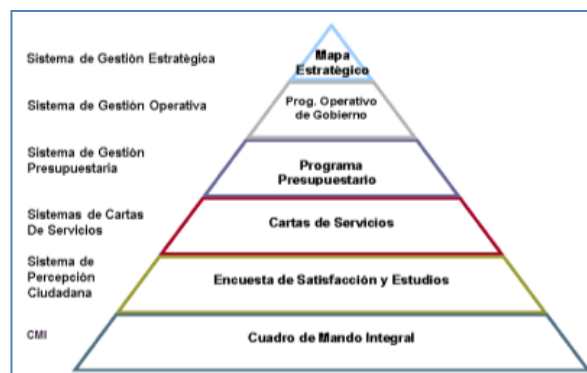 Sistema de Gestión Estratégica
Mapa
Estratègico
Sistema de Gestión Operativa
Prog. Operativo
de Gobierno
Sistema de Gestión
Presupuestaria
Programa
Presupuestario
Sistemas de Cartas
De Servicios
Cartas de Servicios
Sistema de
Percepción
Ciudadana
Encuesta de Satisfacción y Estudios
CMI
Cuadro de Mando Integral